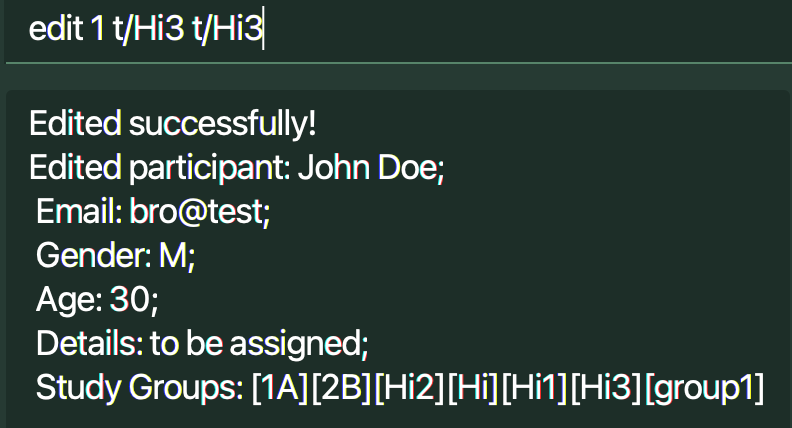 edit 1 t/Hi3 t/Hi3
Edited successfully!
Edited participant: John Doe;
Email: bro@test;
Gender: M;
Age: 30;
Details: to be assigned;
Study Groups: [1A][2B][Hi2][Hi][Hi1][Hi3][group1]